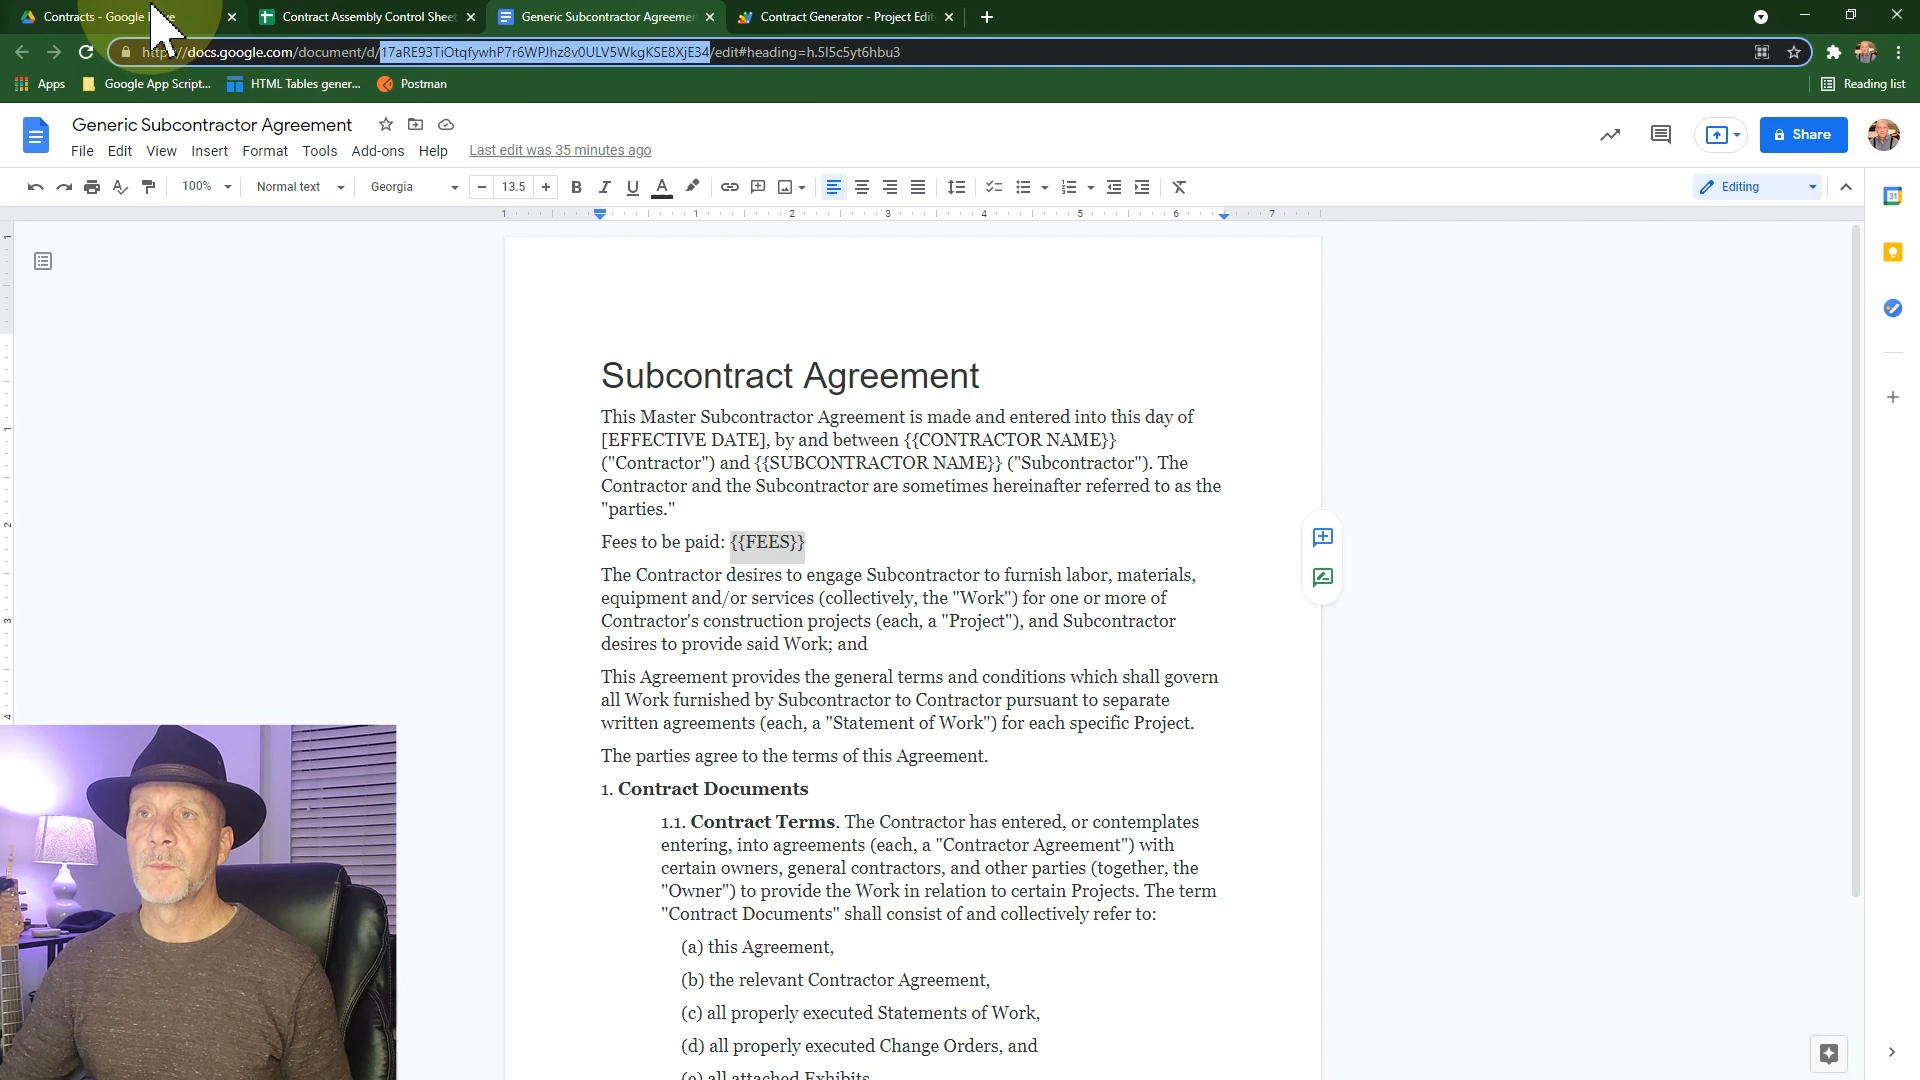 Contracts - Google
Contract Assembly Control Sheet
Generic Subcontractor Agreemen
Contract Generator - Project Edit
docs.google.com/document/d/17aRE93TiOtqfywhP7r6WPJhz8v0ULV5WkgKSE8XjE34/edit#heading=h.5l5c5yt6hbu3
Apps
Google App Script...
HTML Tables gener...
Postman
Reading list
Generic Subcontractor Agreement
File Edit View Insert Format Tools Add-ons Help Last edit was 35 minutes ago
Share
100% Normal text Georgia 13.5 Editing
1 1 2 3 4 5 6 7
Subcontract Agreement
This Master Subcontractor Agreement is made and entered into this day of
[EFFECTIVE DATE], by and between {{CONTRACTOR NAME}}
("Contractor") and {{SUBCONTRACTOR NAME}} ("Subcontractor"). The
Contractor and the Subcontractor are sometimes hereinafter referred to as the
"parties."
Fees to be paid: {{FEES}}
The Contractor desires to engage Subcontractor to furnish labor, materials,
equipment and/or services (collectively, the "Work") for one or more of
Contractor's construction projects (each, a "Project"), and Subcontractor
desires to provide said Work; and
This Agreement provides the general terms and conditions which shall govern
all Work furnished by Subcontractor to Contractor pursuant to separate
written agreements (each, a "Statement of Work") for each specific Project.
The parties agree to the terms of this Agreement.
1. Contract Documents
1.1. Contract Terms. The Contractor has entered, or contemplates
entering, into agreements (each, a "Contractor Agreement") with
certain owners, general contractors, and other parties (together, the
"Owner") to provide the Work in relation to certain Projects. The term
"Contract Documents" shall consist of and collectively refer to:
(a) this Agreement,
(b) the relevant Contractor Agreement,
(c) all properly executed Statements of Work,
(d) all properly executed Change Orders, and
(e) all attached Exhibits